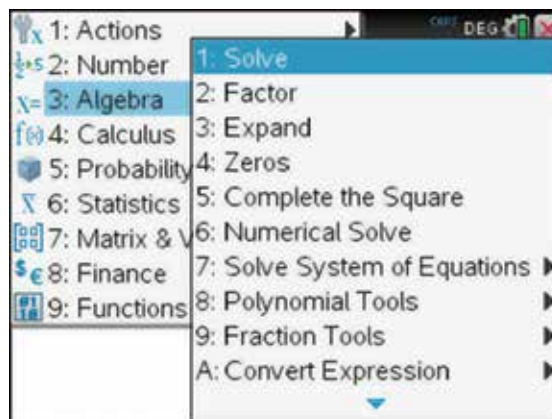 1: Actions
2: Number
3: Algebra
4: Calculus
5: Probability
6: Statistics
7: Matrix & V
8: Finance
9: Functions
DEG
1: Solve
2: Factor
3: Expand
4: Zeros
5: Complete the Square
6: Numerical Solve
7: Solve System of Equations
8: Polynomial Tools
9: Fraction Tools
A: Convert Expression